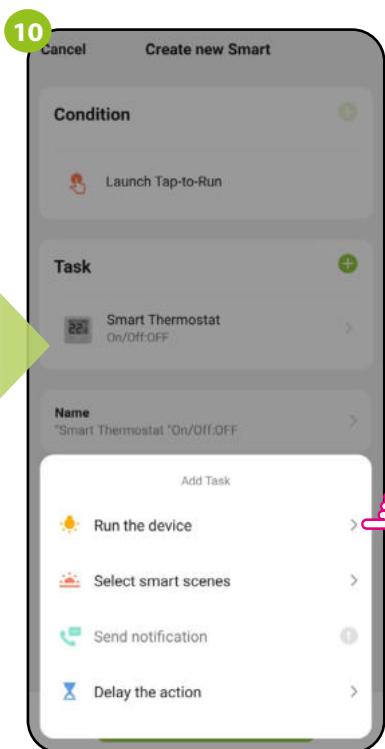 10
Cancel Create new Smart
Condition
Launch Tap-to-Run
Task
Smart Thermostat
On/Off:OFF
Name
"Smart Thermostat "On/Off:OFF
Add Task
Run the device
Select smart scenes
Send notification
Delay the action